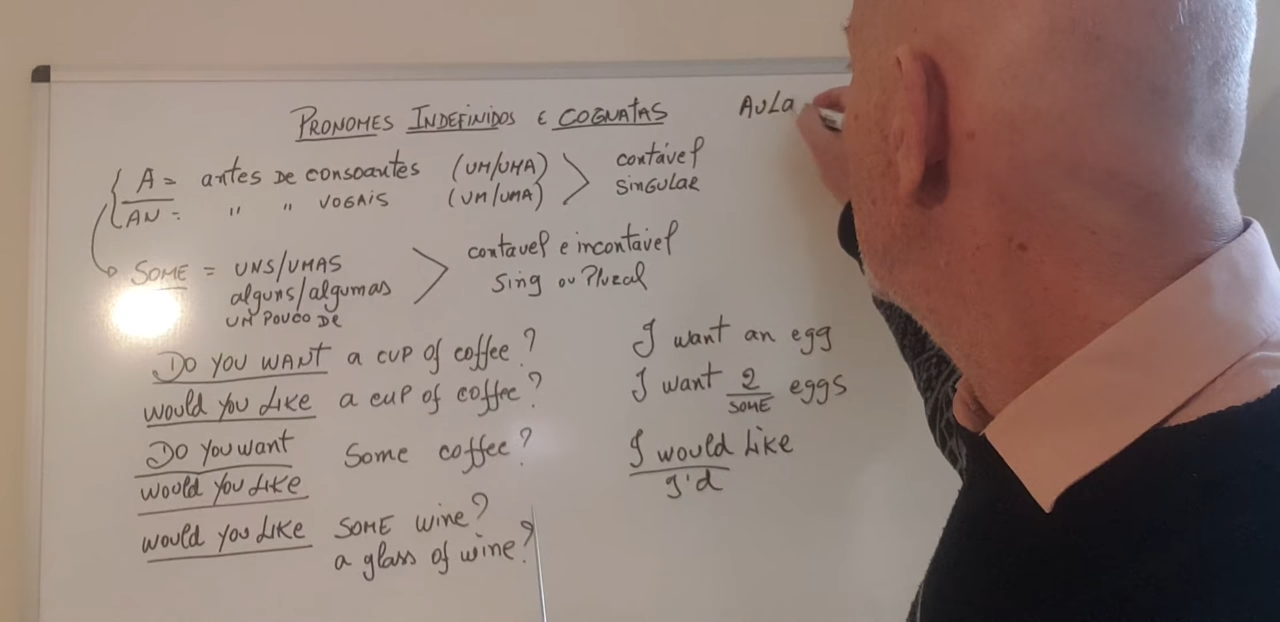 PRONOMES INDEFINIDOS E COGNATAS
AULA
A = antes DE consoantes (UM/UMA) > contável
AN = " " VOGAIS (UM/UMA) SINGULAR
SOME = UNS/UMAS > contavel e incontável
alguns/algumas Sing ou Plural
UM POUCO DE
DO YOU WANT a CUP of coffee?
would you Like a cup of coffee?
DO YOU want Some coffee?
would you Like
would you Like SOME wine?
a glass of wine?
I want an egg
I want 2 eggs
SOME
I would Like
I'd